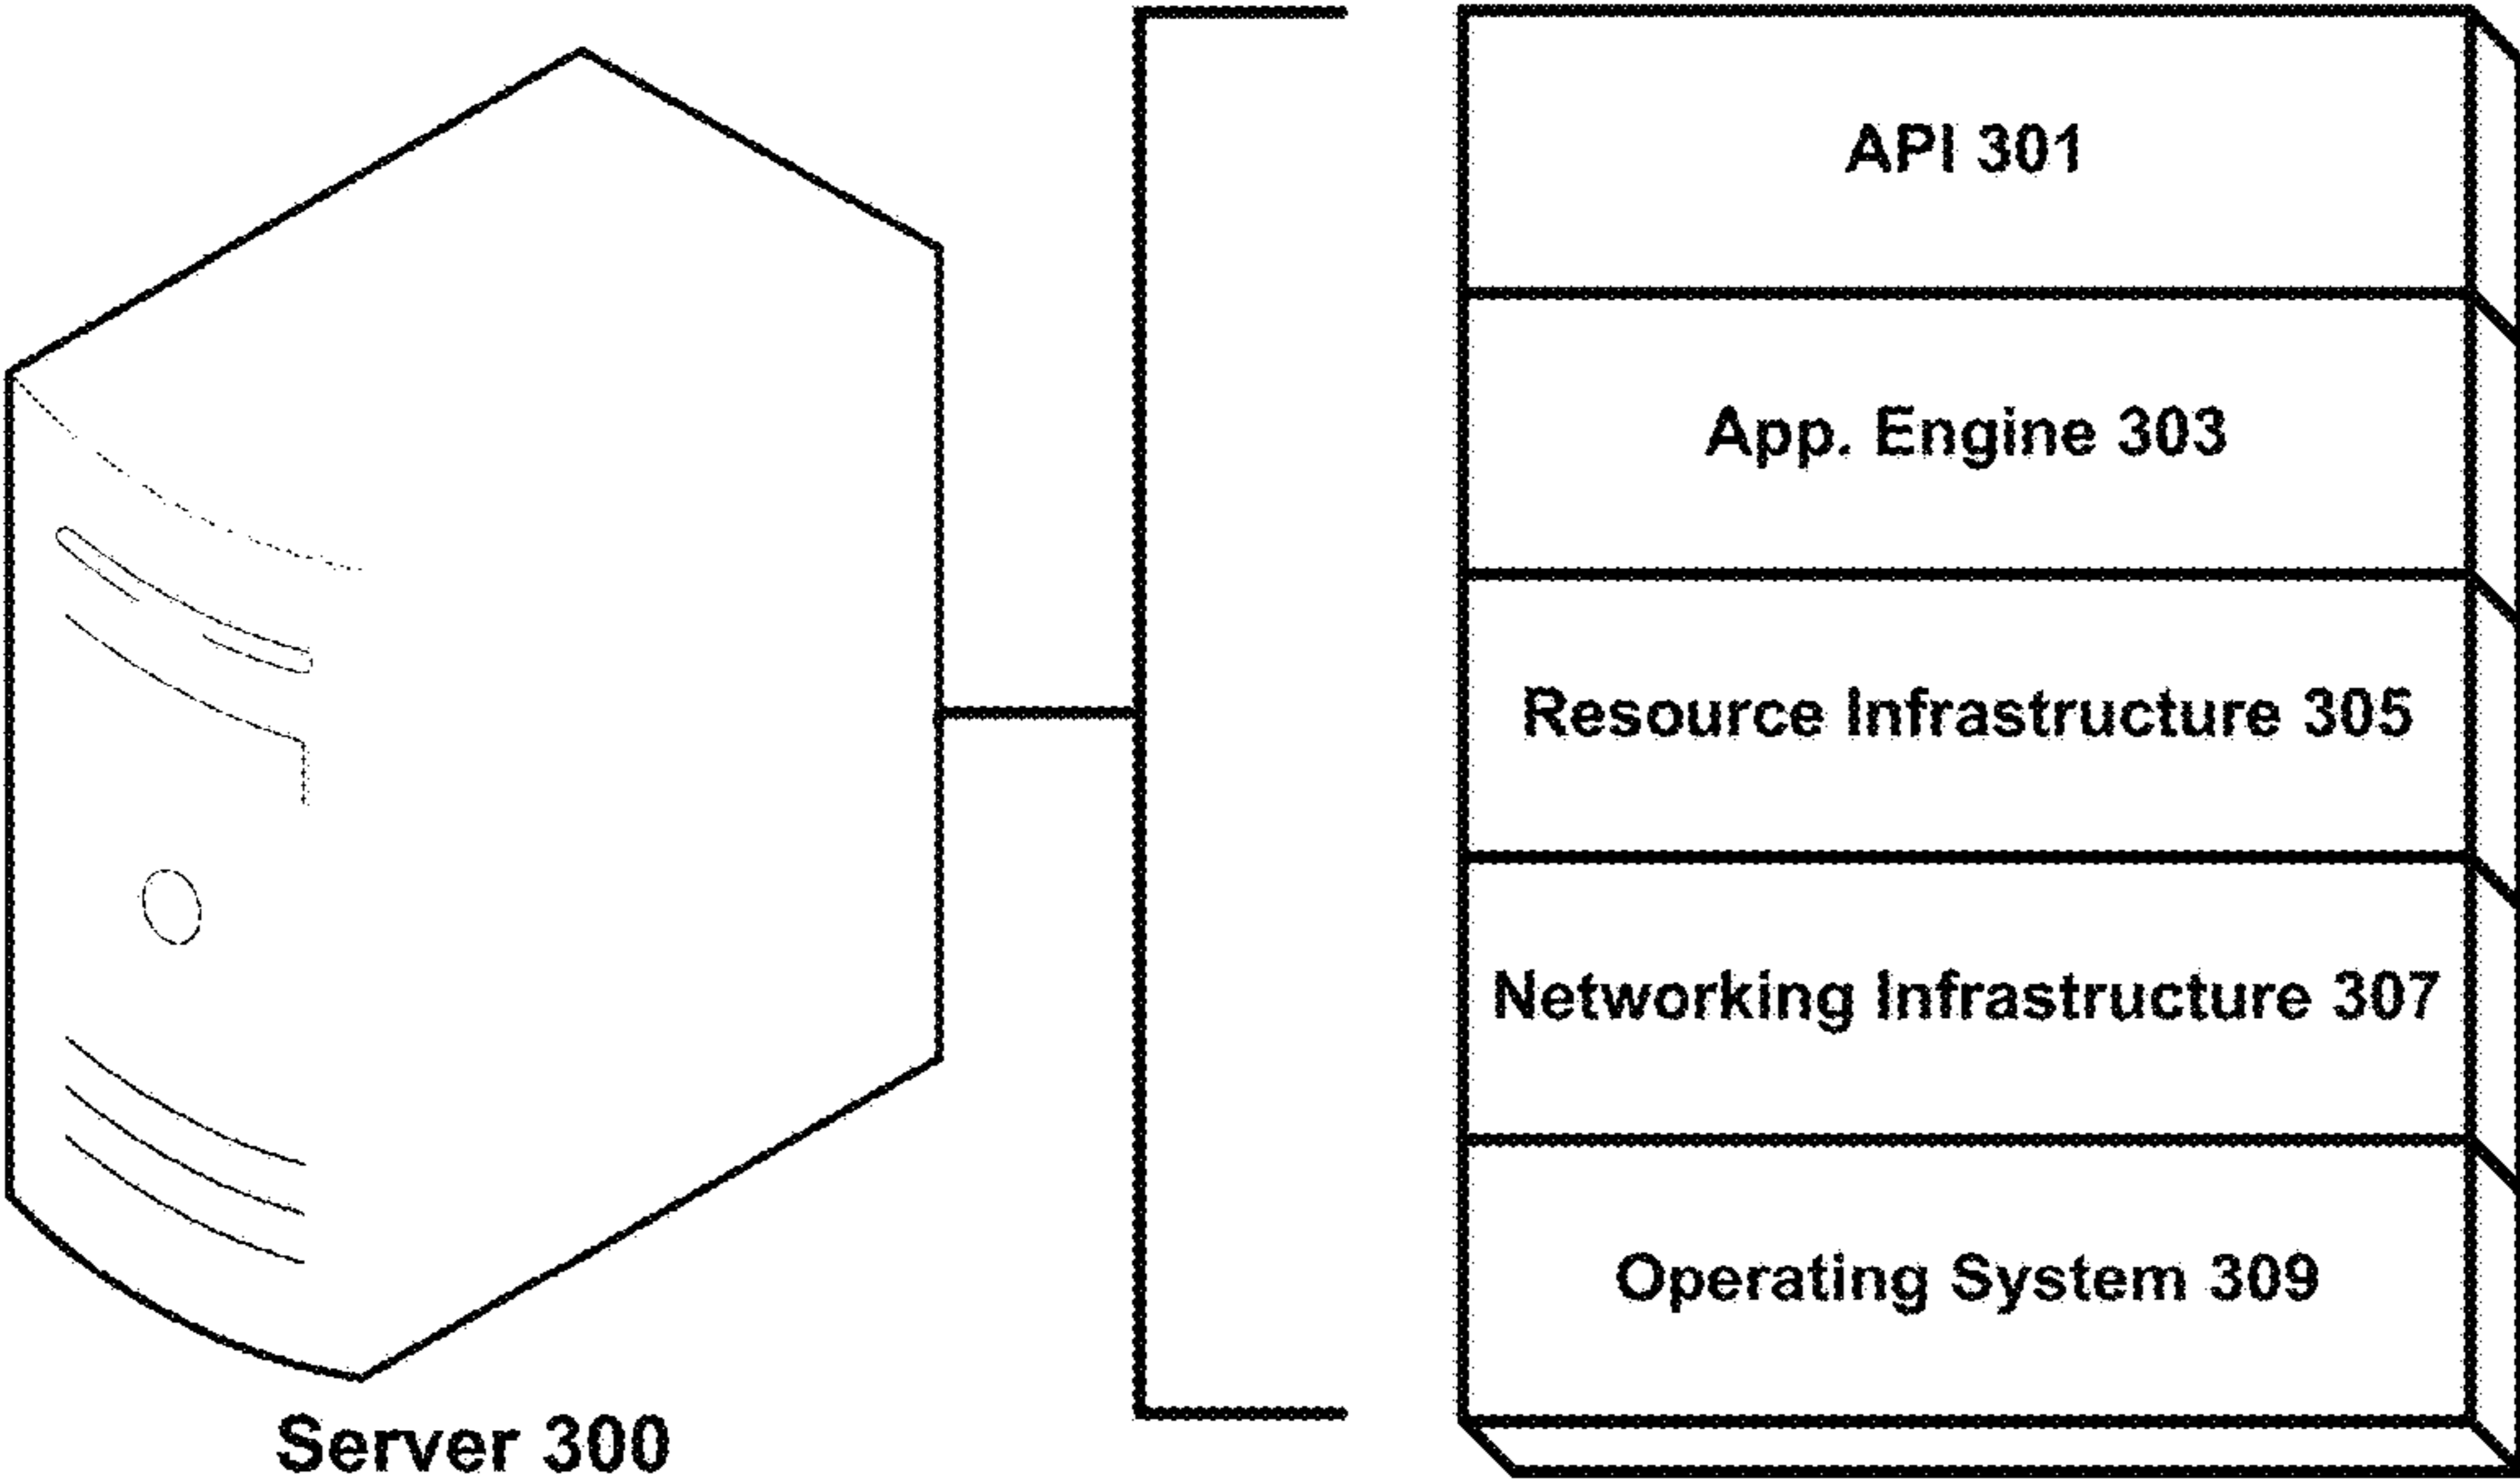 API 301
App. Engine 303
Resource Infrastructure 305
Networking Infrastructure 307
Operating System 309
Server 300